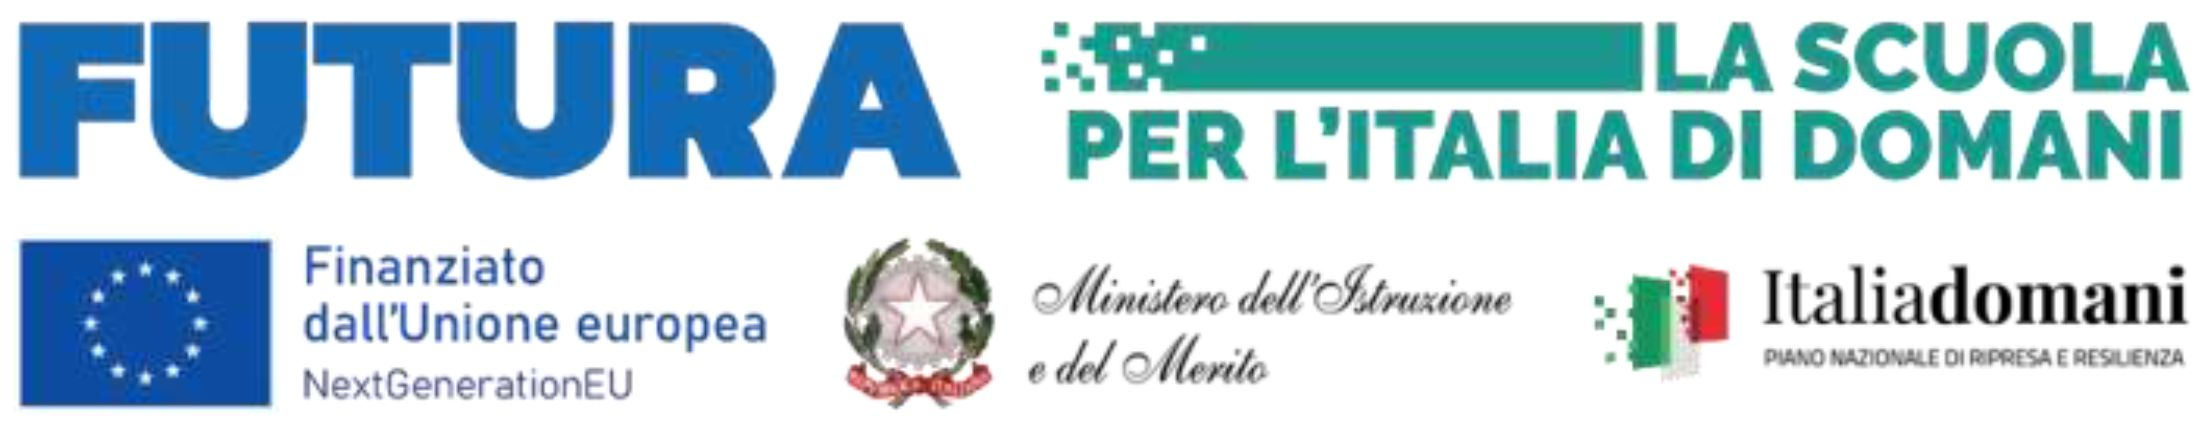 FUTURA
LA SCUOLA
PER L'ITALIA DI DOMANI
Finanziato
dall'Unione europea
NextGenerationEU
Ministero dell'Istruzione
e del Merito
Italiadomani
PIANO NAZIONALE DI RIPRESA E RESILIENZA